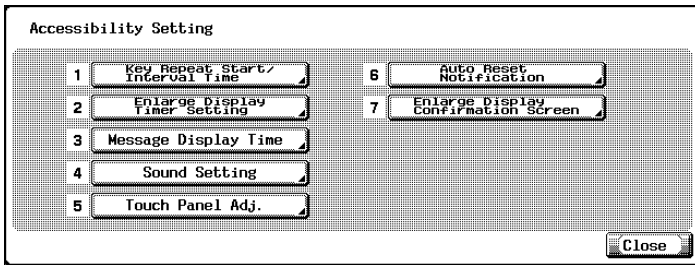 Accessibility Setting
1 Key Repeat Start/
Interval Time
2 Enlarge Display
Timer Setting
3 Message Display Time
4 Sound Setting
5 Touch Panel Adj.
6 Auto Reset
Notification
7 Enlarge Display
Confirmation Screen
Close